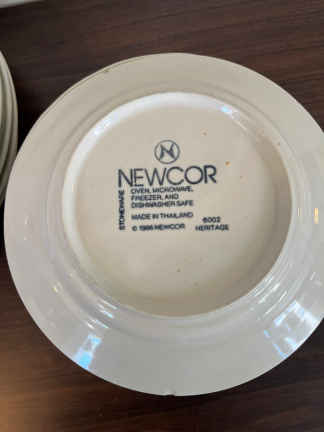 N
NEWCOR
STONEWARE
OVEN, MICROWAVE,
FREEZER, AND
DISHWASHER SAFE
MADE IN THAILAND 6002
© 1986 NEWCOR HERITAGE